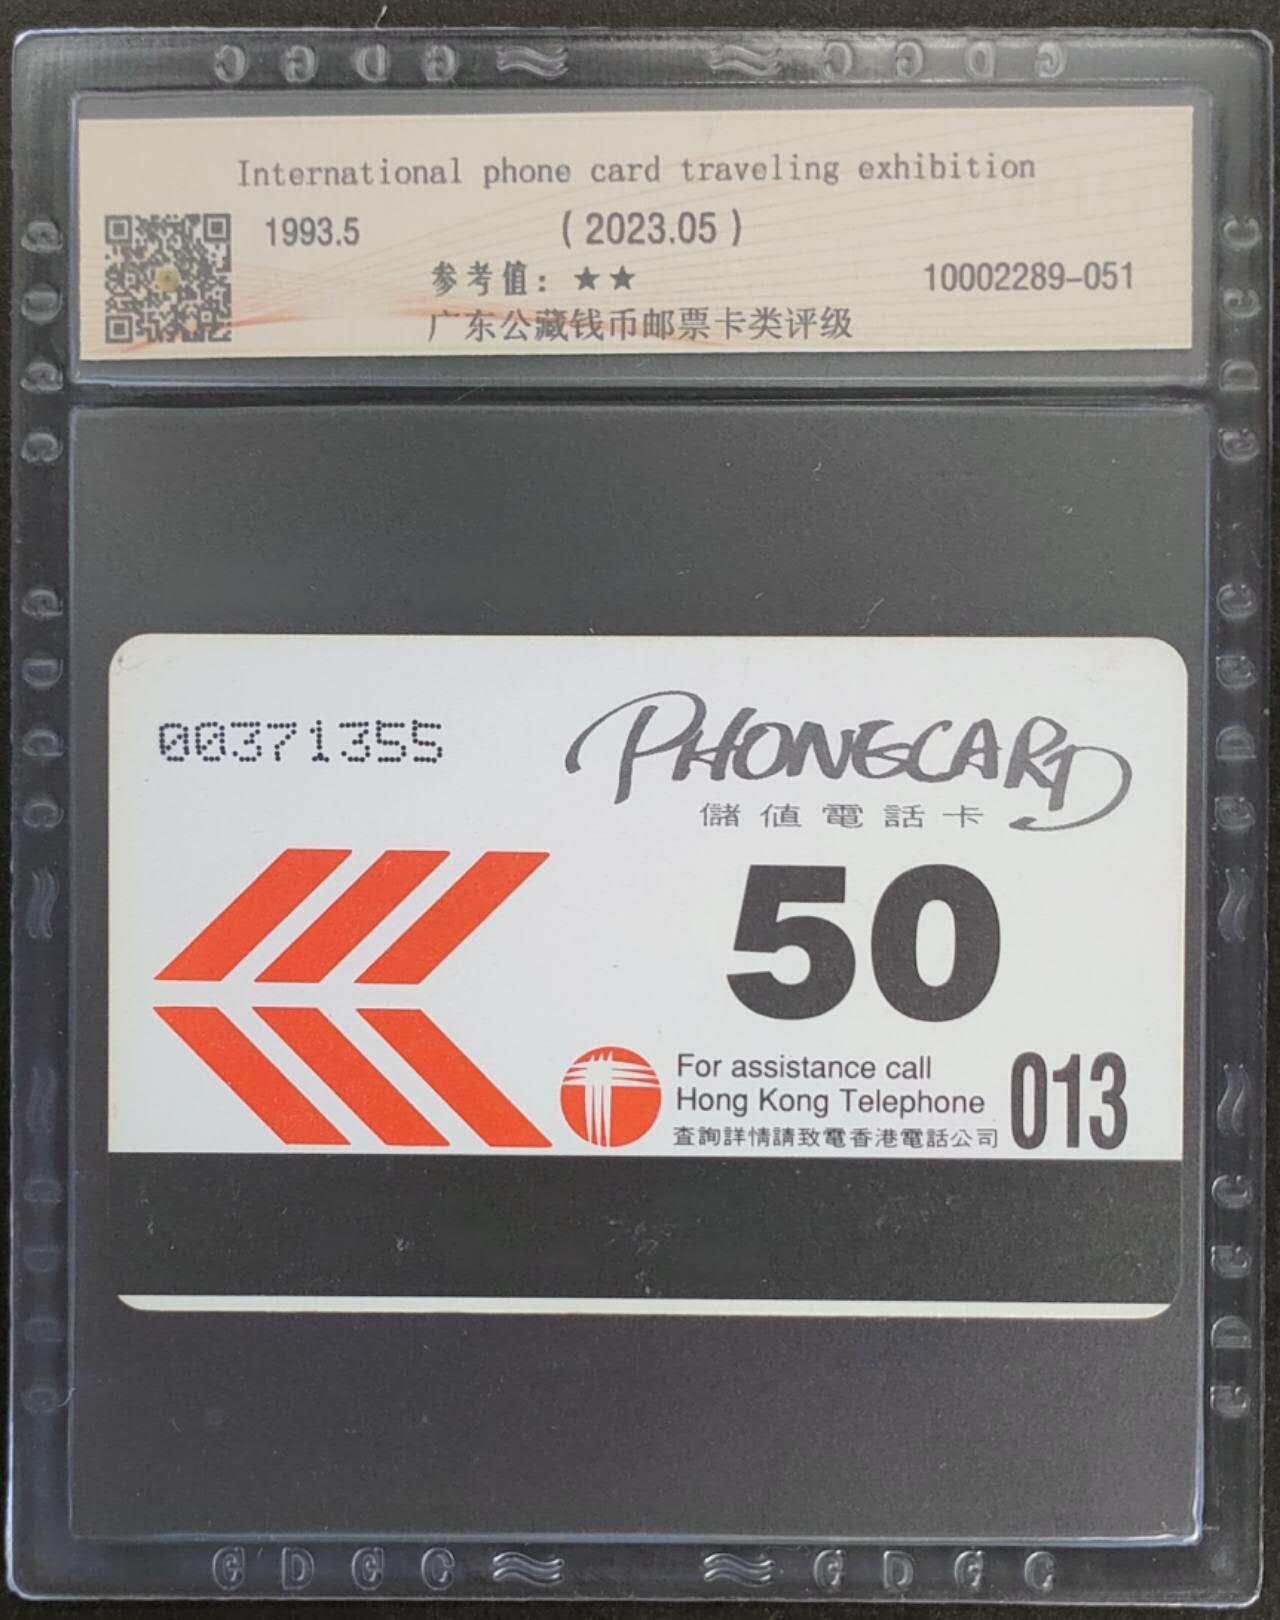 C G D G C ≈ ≈ C G C D G
International phone card traveling exhibition
1993.5 (2023.05)
参考值：★★ 10002289-051
广东公藏钱币邮票卡类评级
00371355
PHONECARD
儲值電話卡
50
For assistance call
Hong Kong Telephone 013
查詢詳情請致電香港電話公司
G D G C ≈ ≈ G D G C